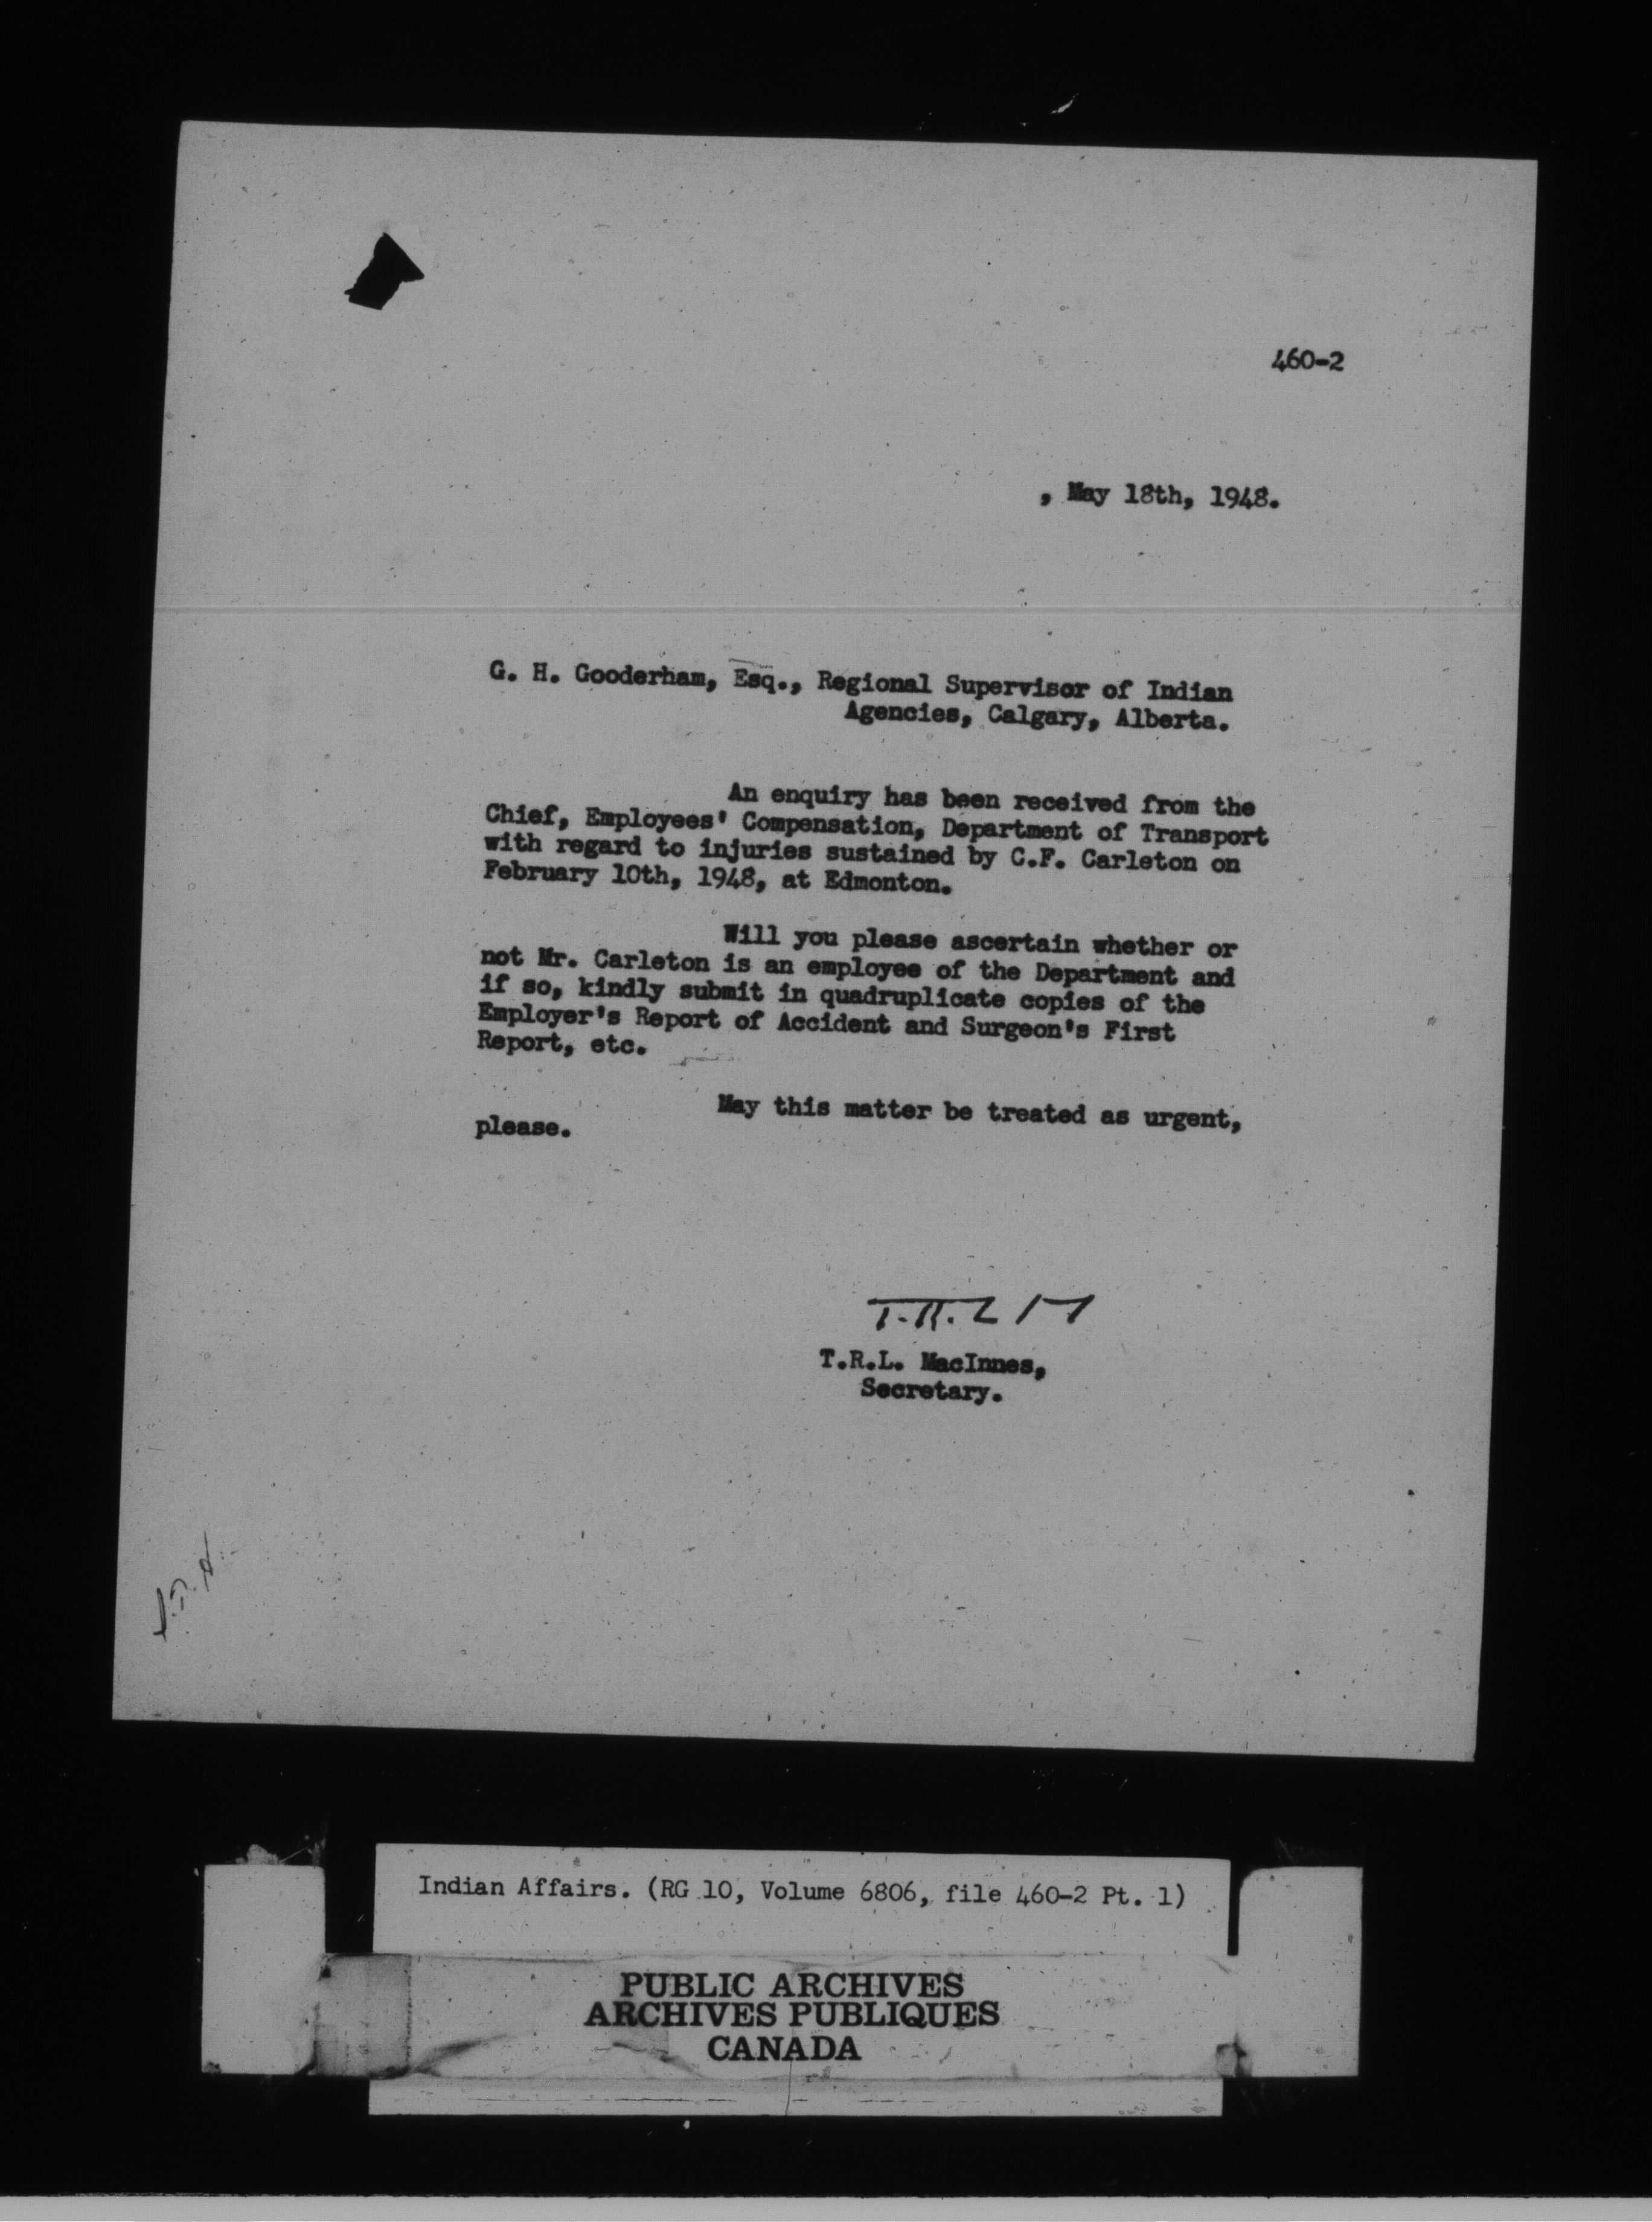 460-2
, May 18th, 1948.
G. H. Gooderham, Esq., Regional Supervisor of Indian
Agencies, Calgary, Alberta.
An enquiry has been received from the
Chief, Employees' Compensation, Department of Transport
with regard to injuries sustained by C.F. Carleton on
February 10th, 1948, at Edmonton.
Will you please ascertain whether or
not Mr. Carleton is an employee of the Department and
if so, kindly submit in quadruplicate copies of the
Employer's Report of Accident and Surgeon's First
Report, etc.
May this matter be treated as urgent,
please.
T.R.L M
T.R.L. MacInnes,
Secretary.
Indian Affairs. (RG 10, Volume 6806, file 460-2 Pt. 1)
PUBLIC ARCHIVES
ARCHIVES PUBLIQUES
CANADA